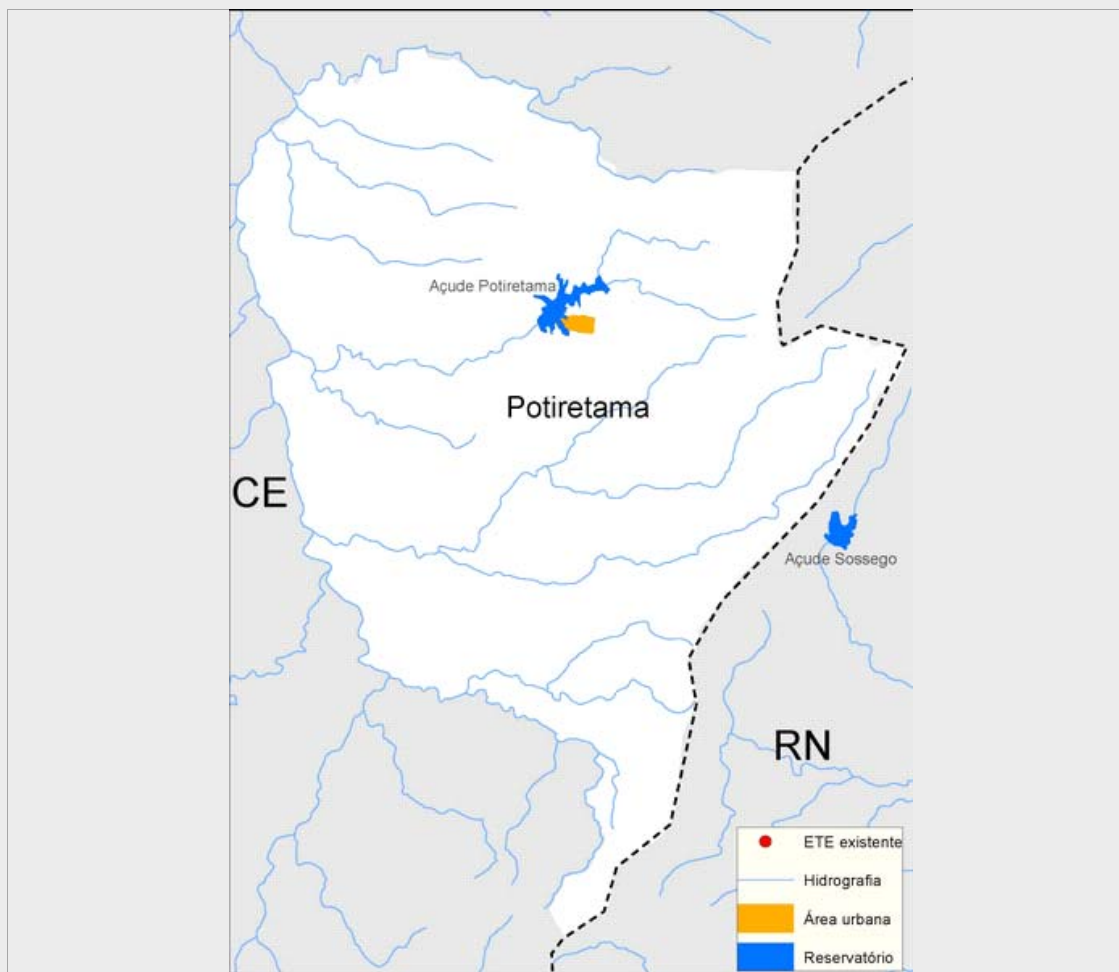 Açude Potiretama
Potiretama
CE
Açude Sossego
RN
ETE existente
Hidrografia
Área urbana
Reservatório